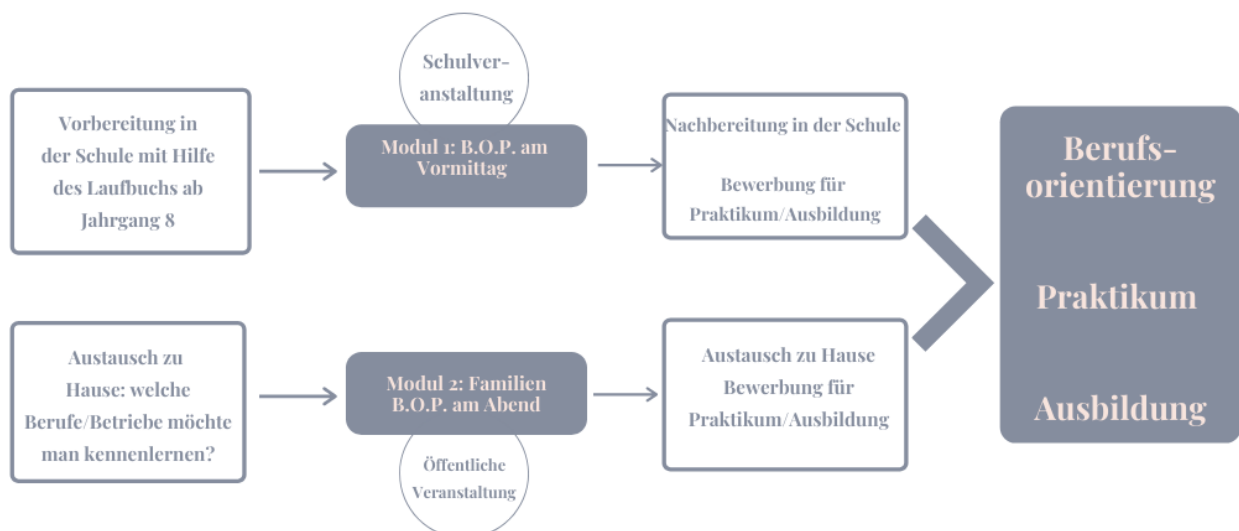 Schulver-
anstaltung
Vorbereitung in
der Schule mit Hilfe
des Laufbuchs ab
Jahrgang 8
Modul 1: B.O.P. am
Vormittag
Nachbereitung in der Schule
Bewerbung für
Praktikum/Ausbildung
Austausch zu
Hause: welche
Berufe/Betriebe möchte
man kennenlernen?
Modul 2: Familien
B.O.P. am Abend
Öffentliche
Veranstaltung
Austausch zu Hause
Bewerbung für
Praktikum/Ausbildung
Berufs-
orientierung
Praktikum
Ausbildung